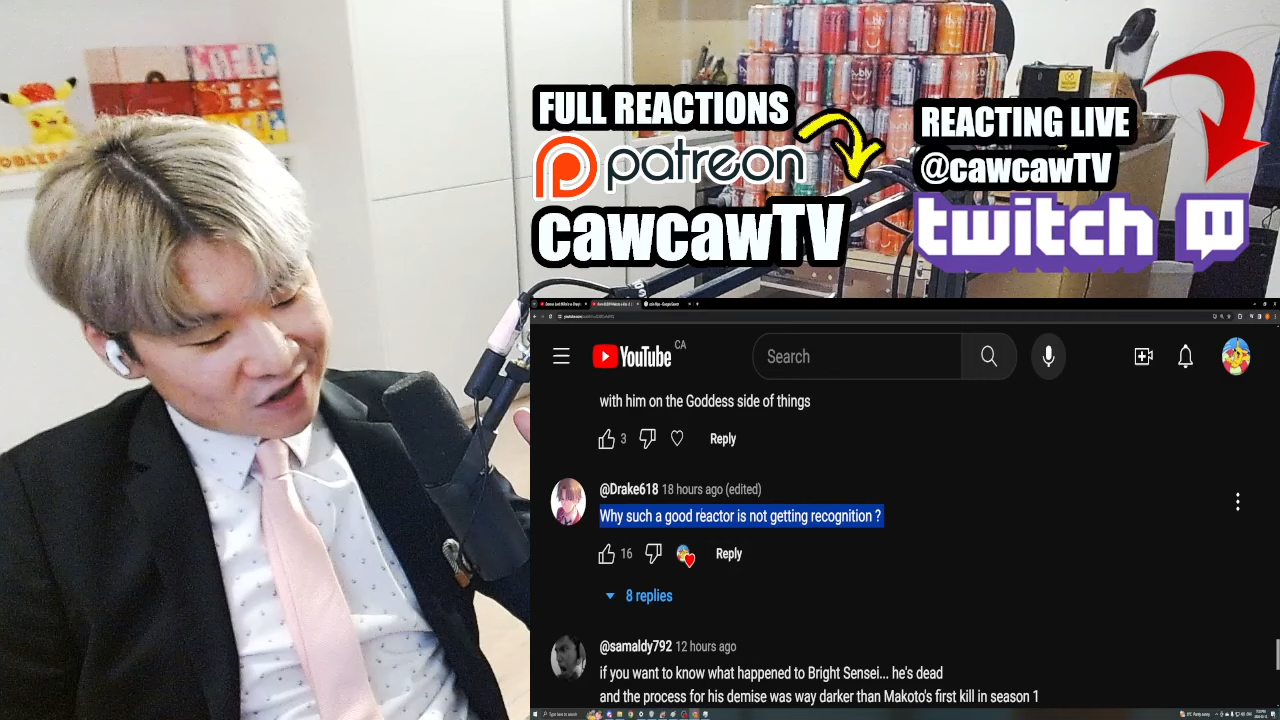 FULL REACTIONS
patreon
cawcawTV
REACTING LIVE
@cawcawTV
twitch
bubly
YouTube CA
Search
with him on the Goddess side of things
3
Reply
@Drake618 18 hours ago (edited)
Why such a good reactor is not getting recognition ?
16
Reply
8 replies
@samaldy792 12 hours ago
if you want to know what happened to Bright Sensei... he's dead
and the process for his demise was way darker than Makoto's first kill in season 1